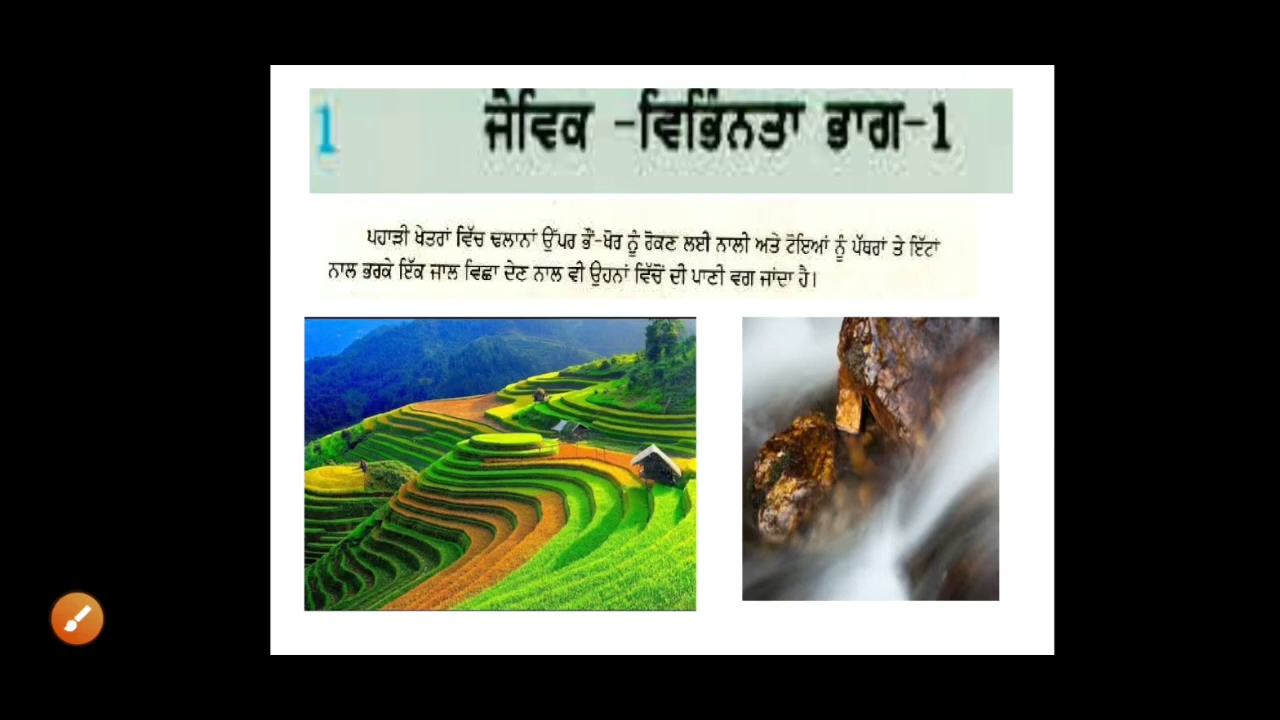 1 ਜੈਵਿਕ -ਵਿਭਿੰਨਤਾ ਭਾਗ-1
ਪਹਾੜੀ ਖੇਤਰਾਂ ਵਿੱਚ ਢਲਾਨਾਂ ਉੱਪਰ ਭੌਂ-ਖੋਰ ਨੂੰ ਰੋਕਣ ਲਈ ਨਾਲੀ ਅਤੇ ਟੋਇਆਂ ਨੂੰ ਪੱਥਰਾਂ ਤੇ ਇੱਟਾਂ
ਨਾਲ ਭਰਕੇ ਇੱਕ ਜਾਲ ਵਿਛਾ ਦੇਣ ਨਾਲ ਵੀ ਉਹਨਾਂ ਵਿੱਚੋਂ ਦੀ ਪਾਣੀ ਵਗ ਜਾਂਦਾ ਹੈ।